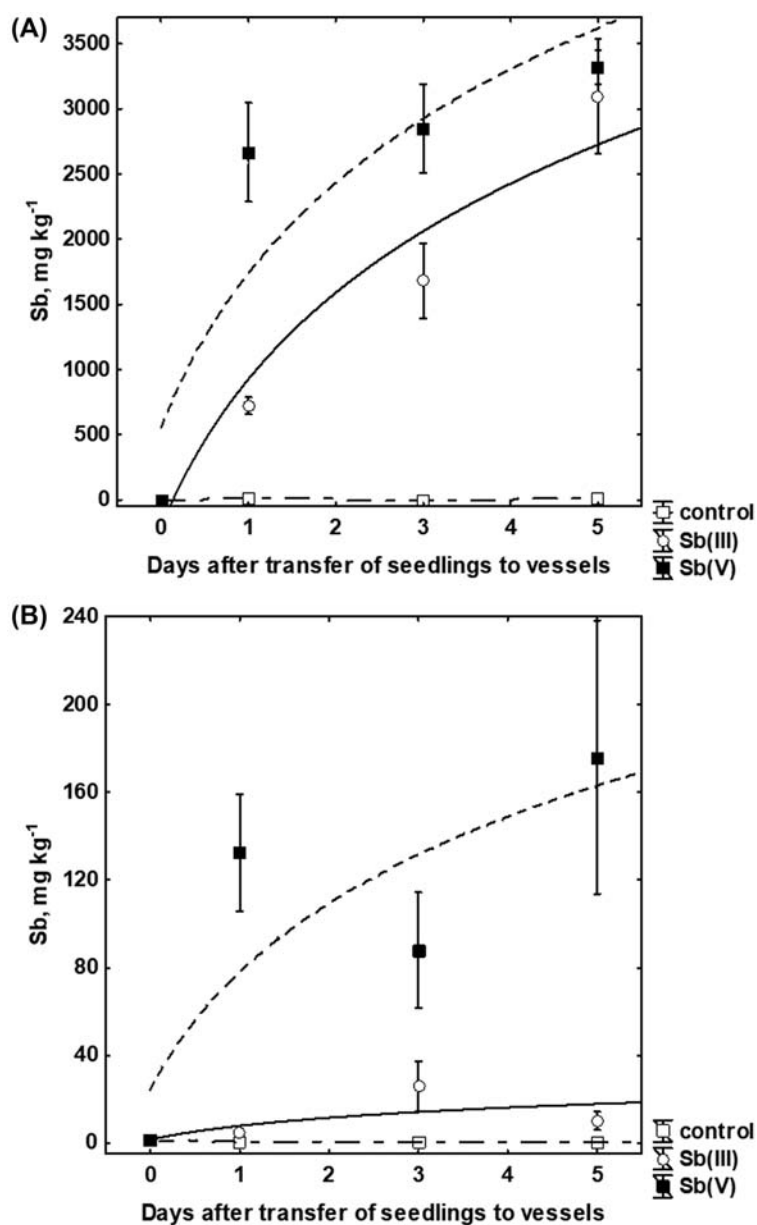 (A)
3500
3000
2500
2000
1500
1000
500
0
Sb, mg kg⁻¹
0 1 2 3 4 5
Days after transfer of seedlings to vessels
control
Sb(III)
Sb(V)
(B)
240
200
160
120
80
40
0
Sb, mg kg⁻¹
0 1 2 3 4 5
Days after transfer of seedlings to vessels
control
Sb(III)
Sb(V)